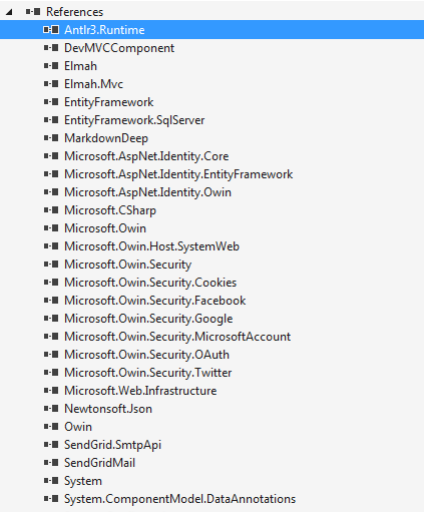 References
Antlr3.Runtime
DevMVCComponent
Elmah
Elmah.Mvc
EntityFramework
EntityFramework.SqlServer
MarkdownDeep
Microsoft.AspNet.Identity.Core
Microsoft.AspNet.Identity.EntityFramework
Microsoft.AspNet.Identity.Owin
Microsoft.CSharp
Microsoft.Owin
Microsoft.Owin.Host.SystemWeb
Microsoft.Owin.Security
Microsoft.Owin.Security.Cookies
Microsoft.Owin.Security.Facebook
Microsoft.Owin.Security.Google
Microsoft.Owin.Security.MicrosoftAccount
Microsoft.Owin.Security.OAuth
Microsoft.Owin.Security.Twitter
Microsoft.Web.Infrastructure
Newtonsoft.Json
Owin
SendGrid.SmtpApi
SendGridMail
System
System.ComponentModel.DataAnnotations